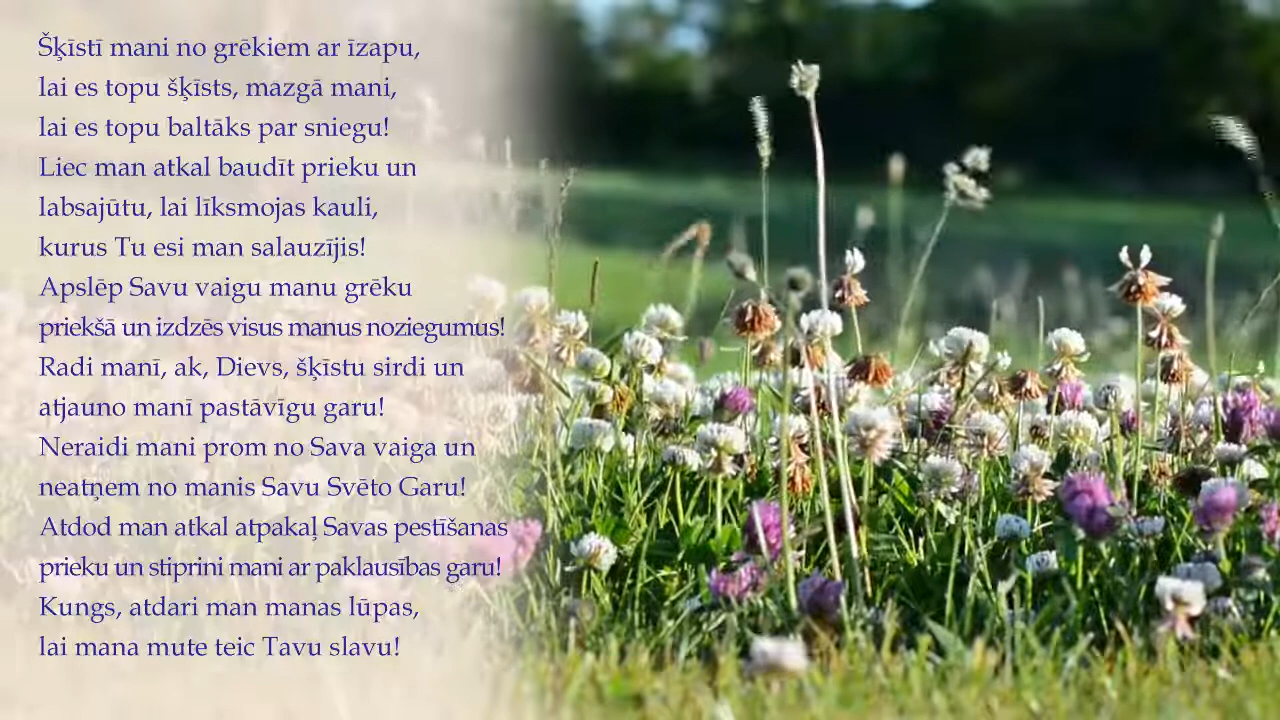 Šķīstī mani no grēkiem ar īzapu,
lai es topu šķīsts, mazgā mani,
lai es topu baltāks par sniegu!
Liec man atkal baudīt prieku un
labsajūtu, lai līksmojas kauli,
kurus Tu esi man salauzījis!
Apslēp Savu vaigu manu grēku
priekšā un izdzēs visus manus noziegumus!
Radi manī, ak, Dievs, šķīstu sirdi un
atjauno manī pastāvīgu garu!
Neraidi mani prom no Sava vaiga un
neatņem no manis Savu Svēto Garu!
Atdod man atkal atpakaļ Savas pestīšanas
prieku un stiprini mani ar paklausības garu!
Kungs, atdari man manas lūpas,
lai mana mute teic Tavu slavu!